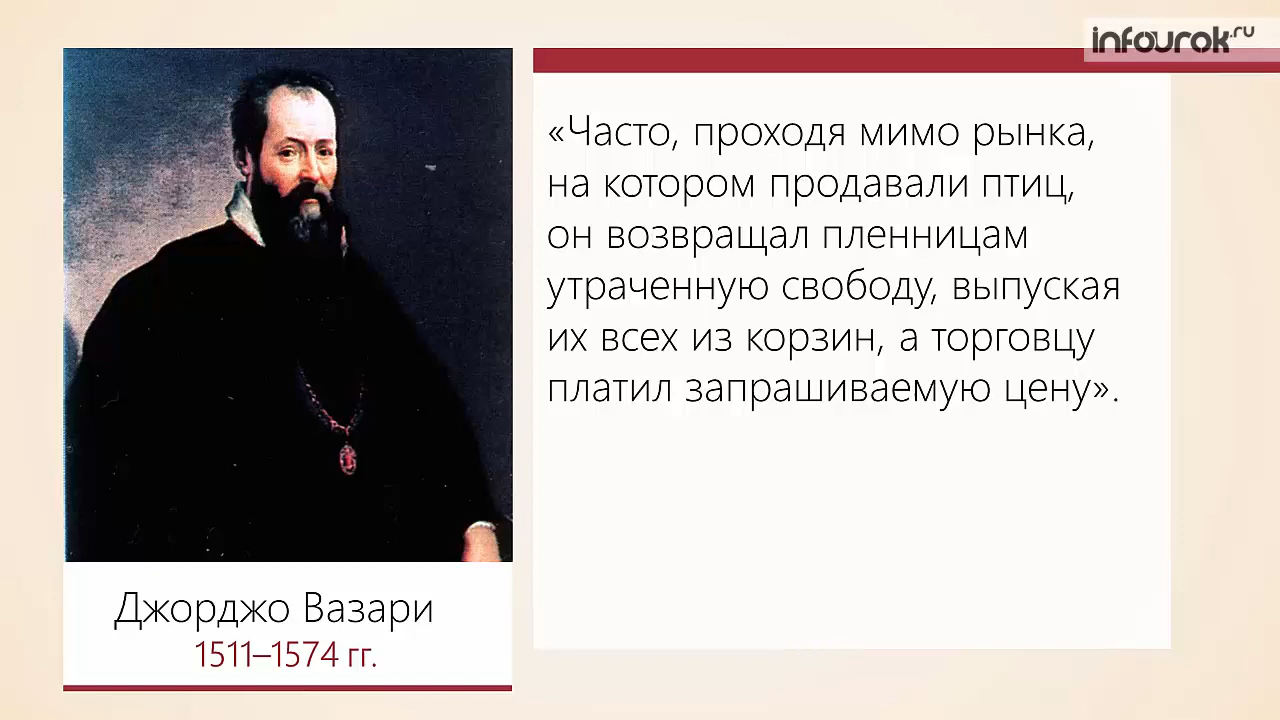 infourok.ru
«Часто, проходя мимо рынка,
на котором продавали птиц,
он возвращал пленницам
утраченную свободу, выпуская
их всех из корзин, а торговцу
платил запрашиваемую цену».
Джорджо Вазари
1511–1574 гг.